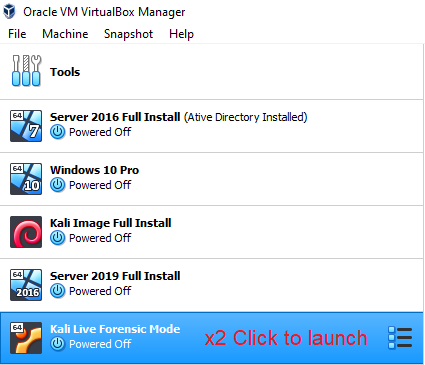 Oracle VM VirtualBox Manager
File Machine Snapshot Help
Tools
64 7 Server 2016 Full Install (Ative Directory Installed)
Powered Off
64 10 Windows 10 Pro
Powered Off
Kali Image Full Install
Powered Off
64 2016 Server 2019 Full Install
Powered Off
64 Kali Live Forensic Mode
Powered Off x2 Click to launch